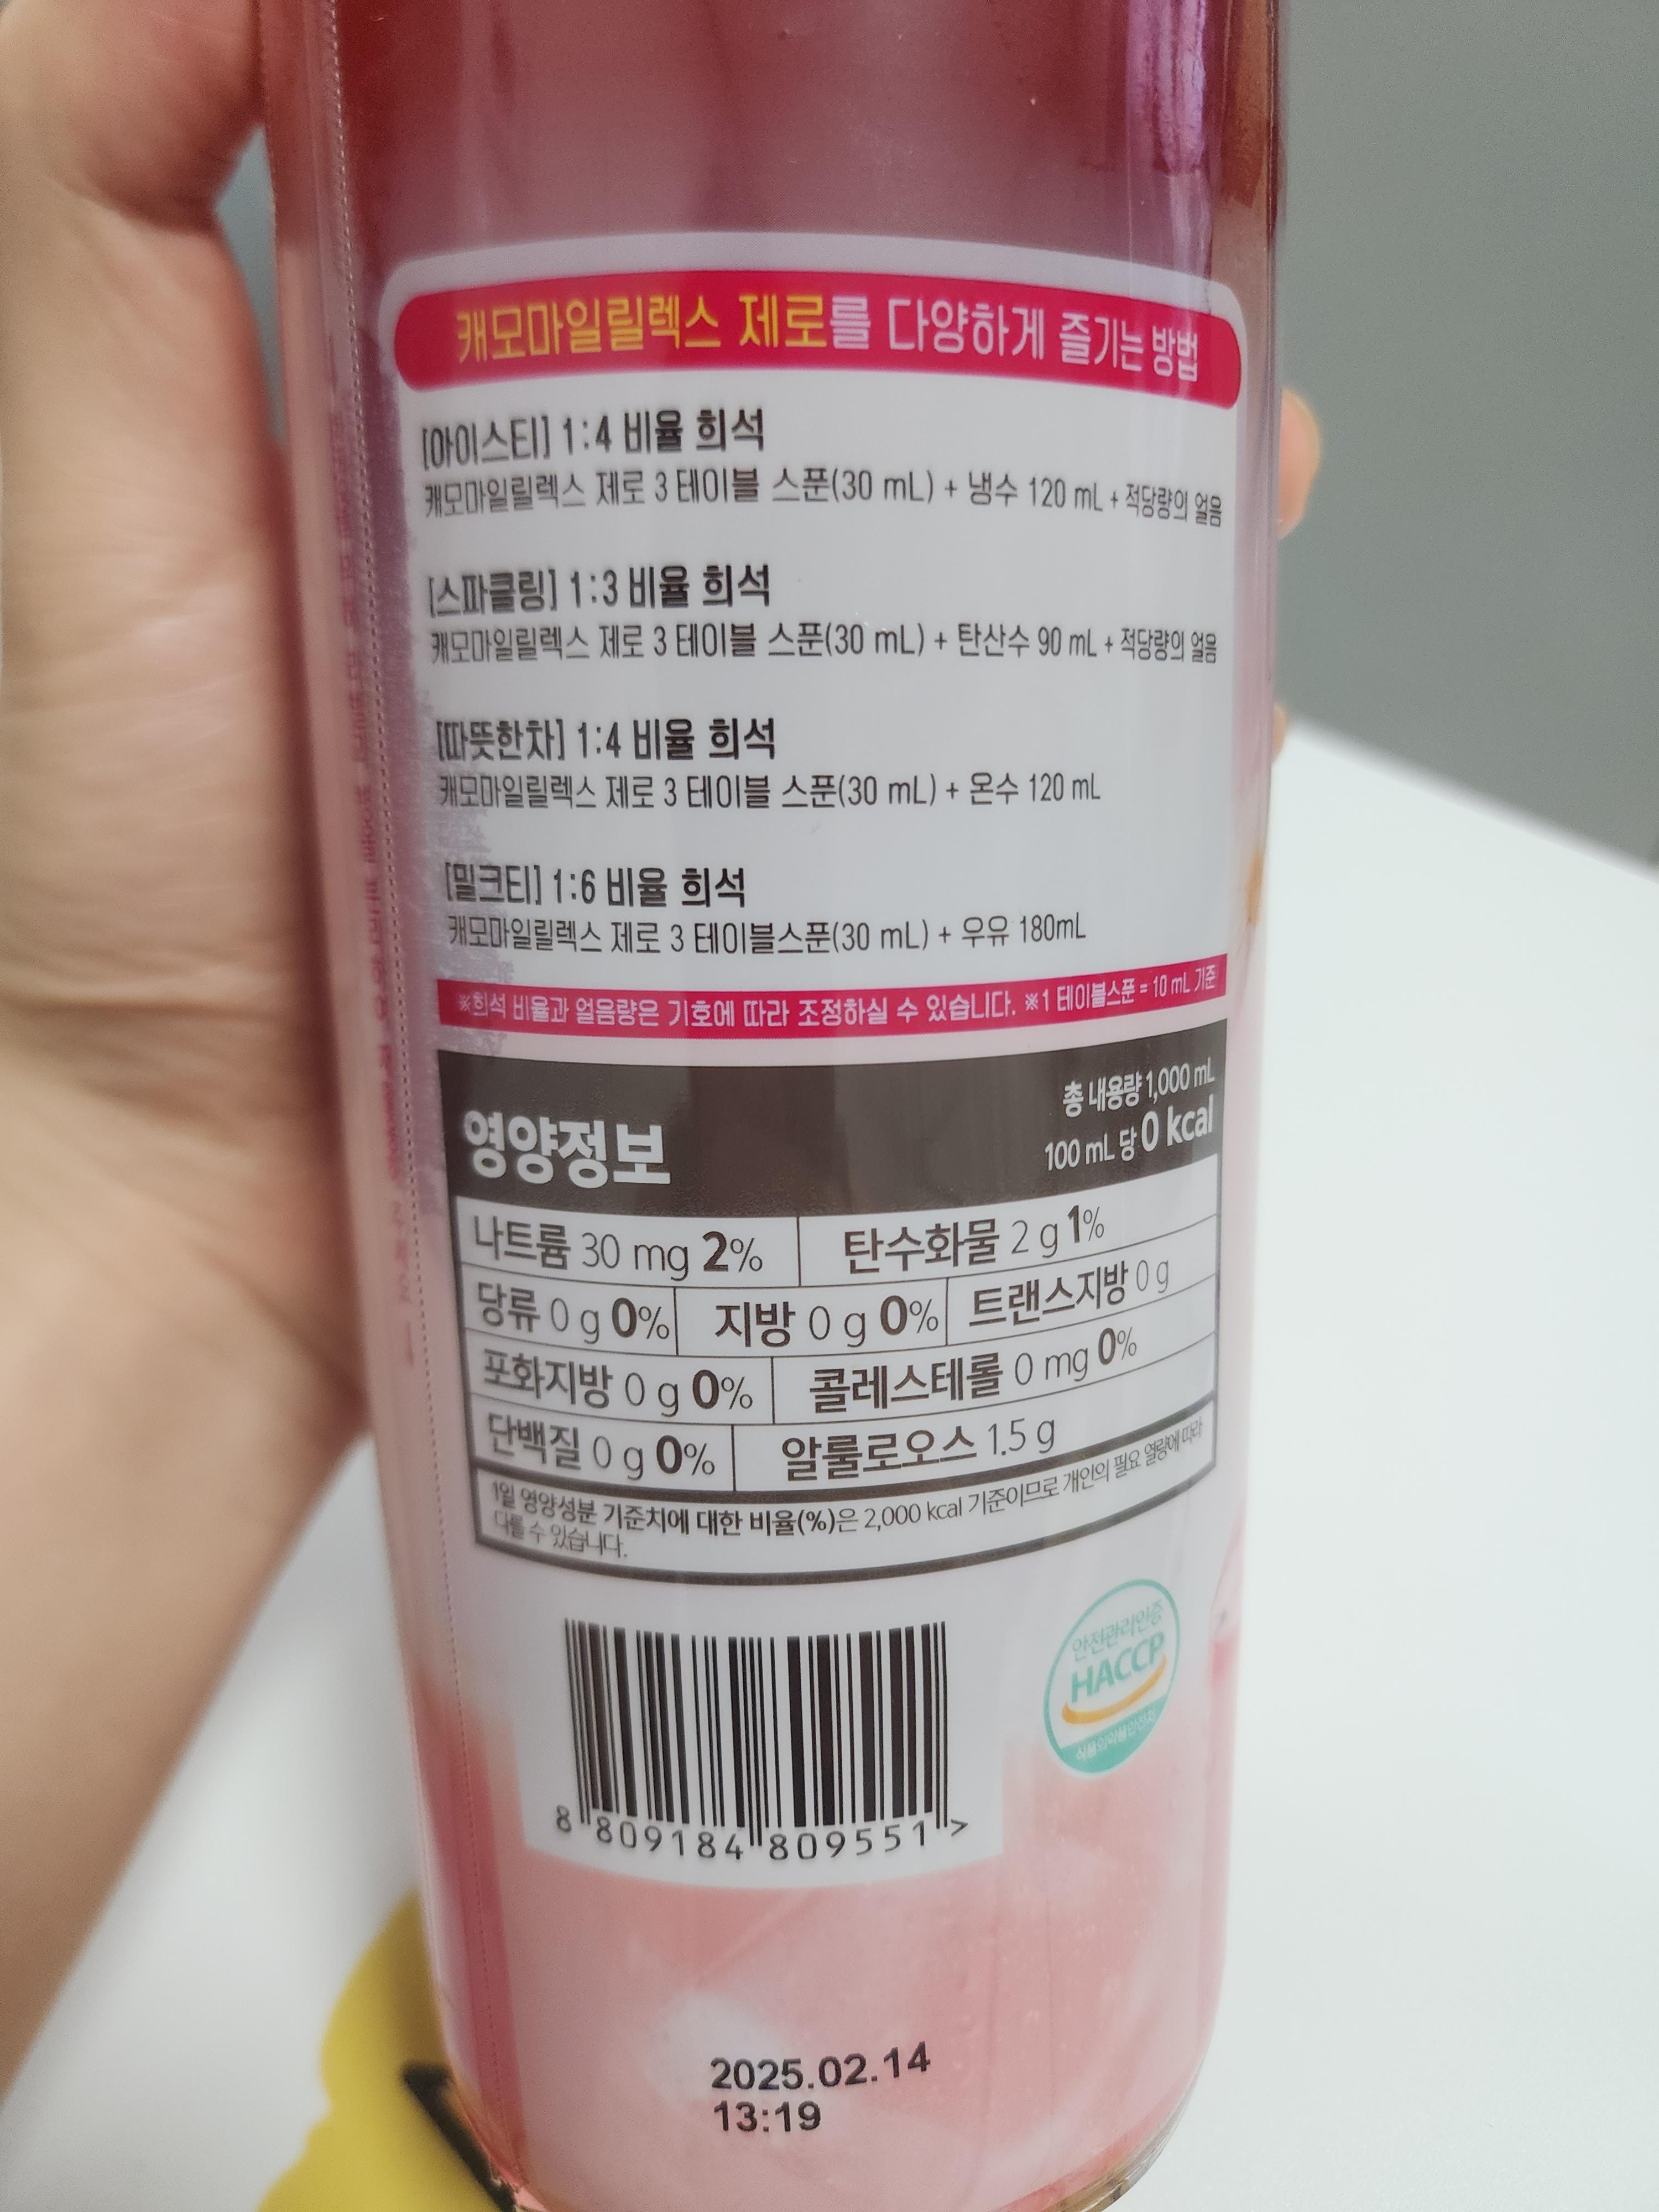 캐모마일릴렉스 제로를 다양하게 즐기는 방법
[아이스티] 1:4 비율 희석
캐모마일릴렉스 제로 3 테이블 스푼(30 mL) + 냉수 120 mL + 적당량의 얼음
[스파클링] 1:3 비율 희석
캐모마일릴렉스 제로 3 테이블 스푼(30 mL) + 탄산수 90 mL + 적당량의 얼음
[따뜻한차] 1:4 비율 희석
캐모마일릴렉스 제로 3 테이블 스푼(30 mL) + 온수 120 mL
[밀크티] 1:6 비율 희석
캐모마일릴렉스 제로 3 테이블스푼(30 mL) + 우유 180mL
※희석 비율과 얼음량은 기호에 따라 조정하실 수 있습니다. ※1 테이블스푼 = 10 mL 기준
영양정보
총 내용량 1,000 mL
100 mL 당 0 kcal
나트륨 30 mg 2% 탄수화물 2 g 1%
당류 0 g 0% 지방 0 g 0% 트랜스지방 0 g
포화지방 0 g 0% 콜레스테롤 0 mg 0%
단백질 0 g 0% 알룰로오스 1.5 g
1일 영양성분 기준치에 대한 비율(%)은 2,000 kcal 기준이므로 개인의 필요 열량에 따라
다를 수 있습니다.
안전관리인증
HACCP
식품의약품안전처
8 809184 809551 >
2025.02.14
13:19